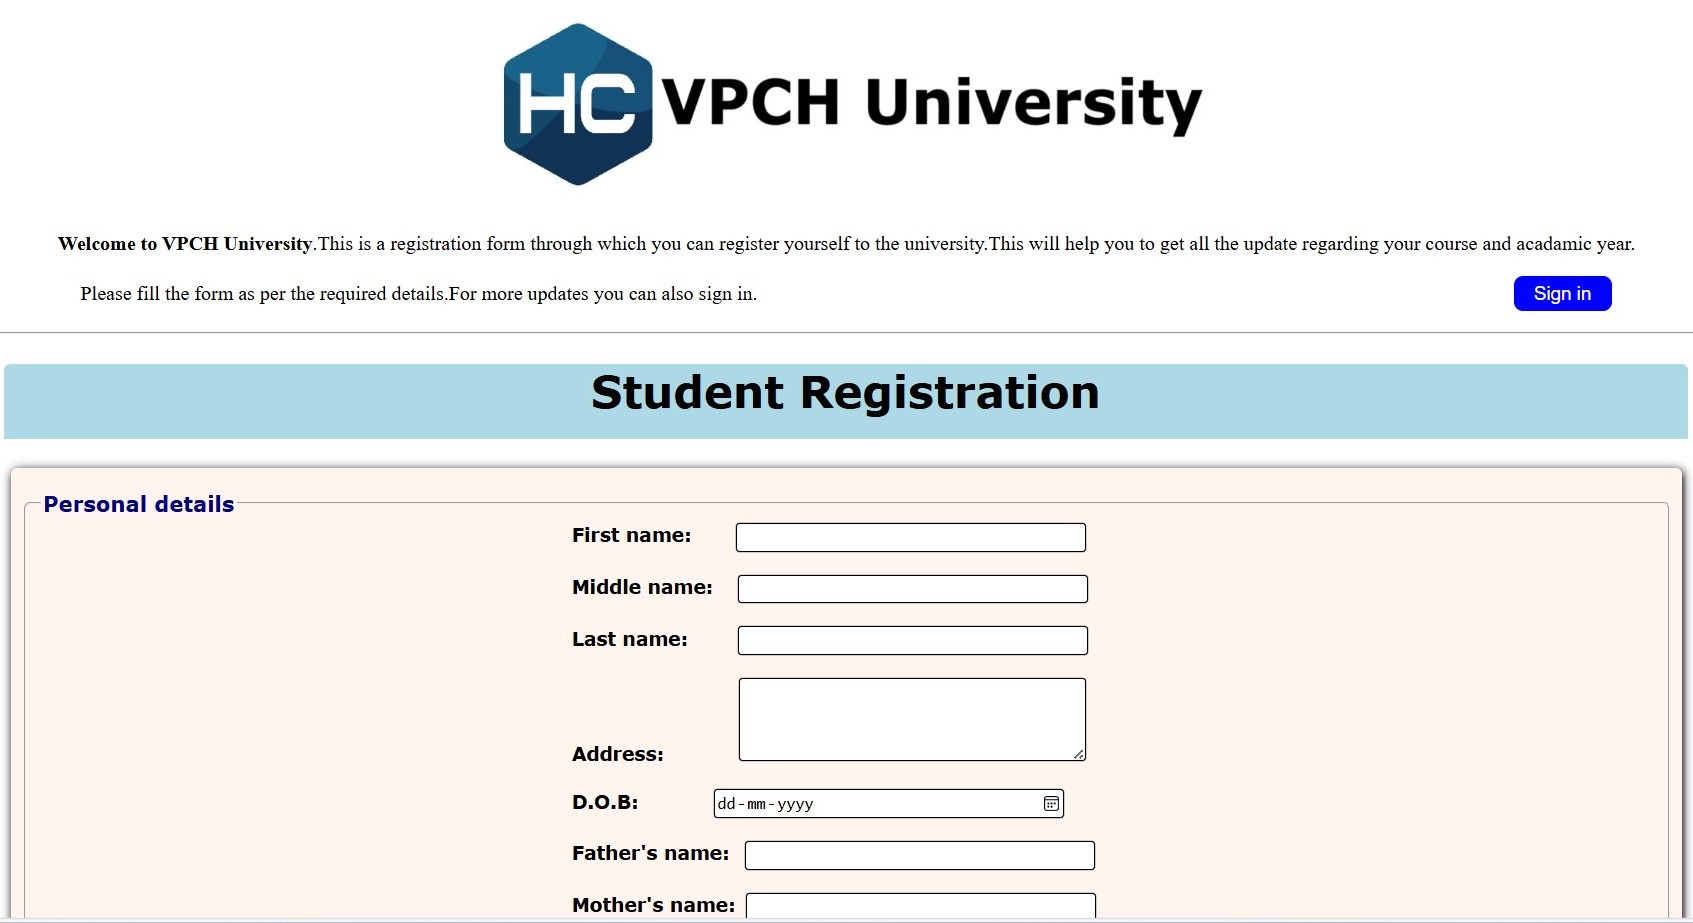 HC VPCH University
Welcome to VPCH University.This is a registration form through which you can register yourself to the university.This will help you to get all the update regarding your course and acadamic year.
Please fill the form as per the required details.For more updates you can also sign in. Sign in
Student Registration
Personal details
First name:
Middle name:
Last name:
Address:
D.O.B: dd-mm-yyyy
Father's name:
Mother's name: